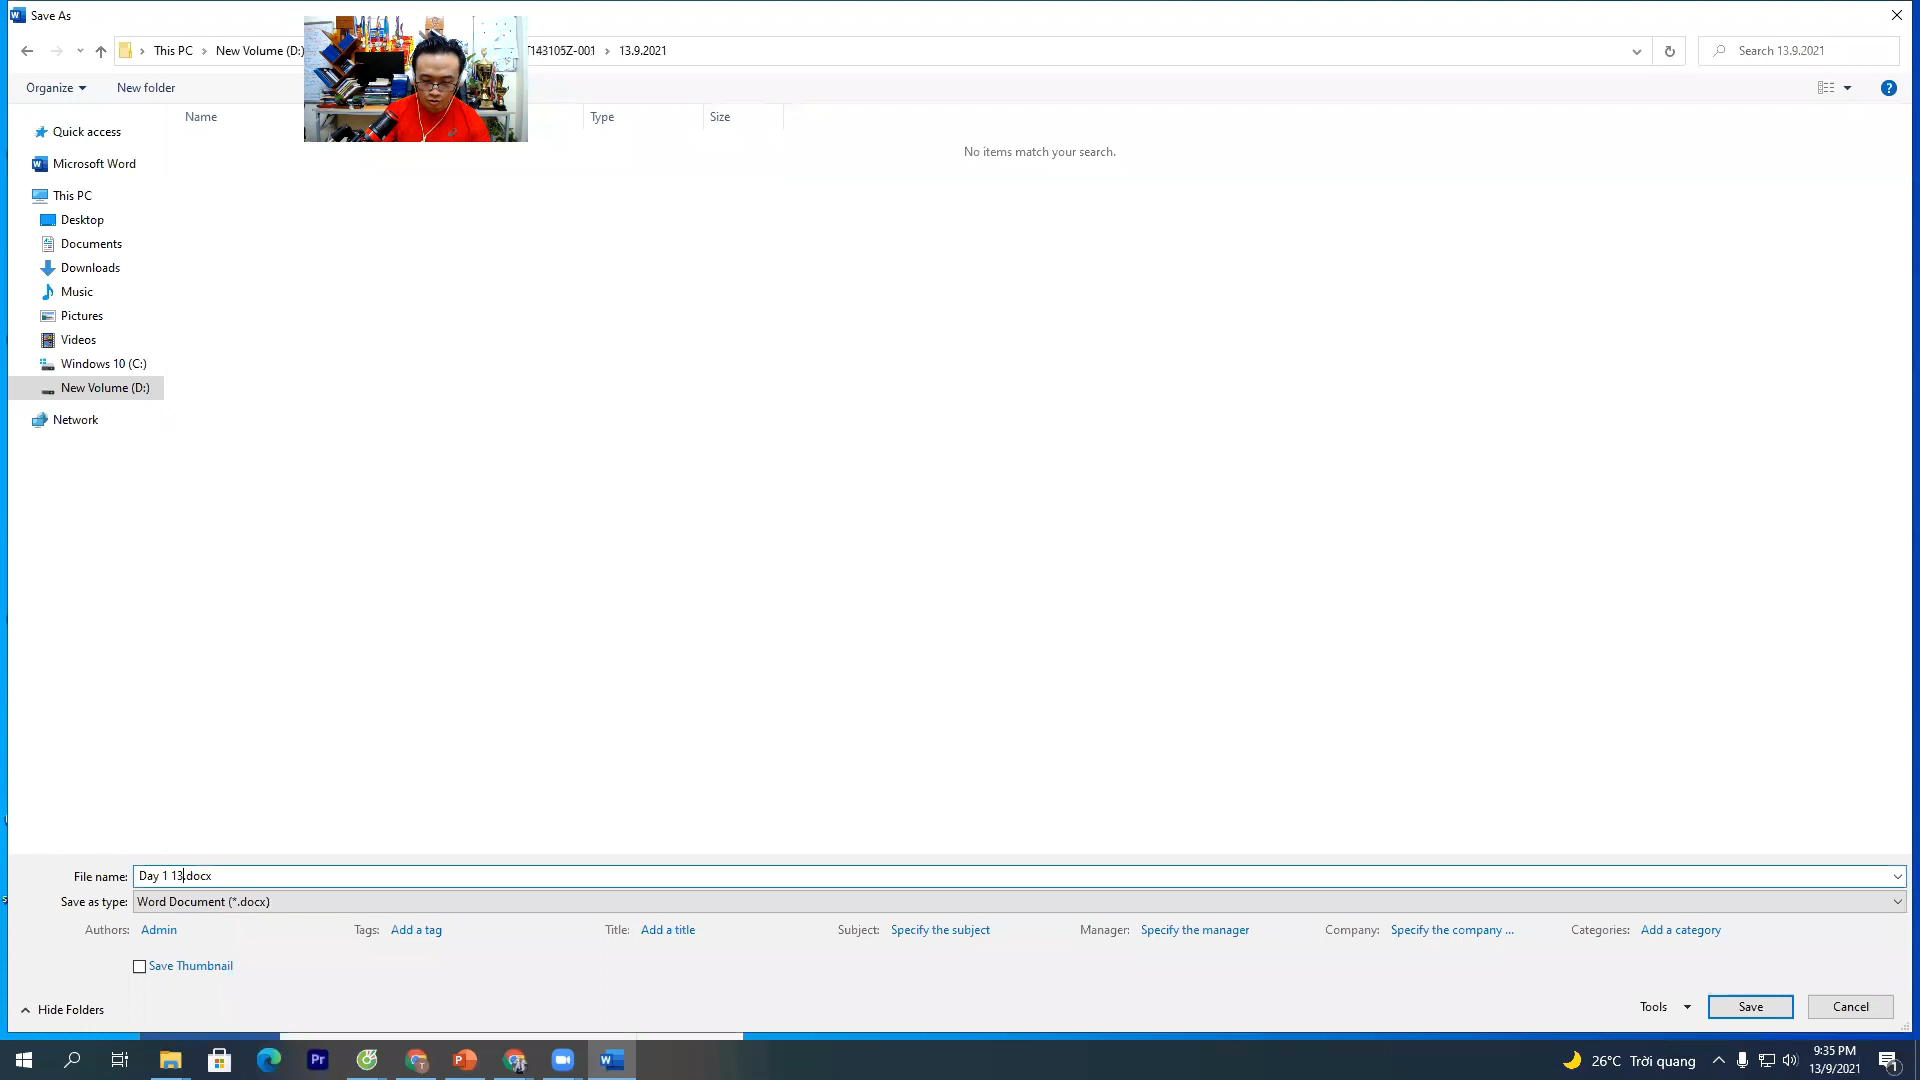 Save As
This PC > New Volume (D:) T143105Z-001 > 13.9.2021
Search 13.9.2021
Organize
New folder
Name
Type
Size
No items match your search.
Quick access
Microsoft Word
This PC
Desktop
Documents
Downloads
Music
Pictures
Videos
Windows 10 (C:)
New Volume (D:)
Network
File name: Day 1 13.docx
Save as type: Word Document (*.docx)
Authors: Admin
Tags: Add a tag
Title: Add a title
Subject: Specify the subject
Manager: Specify the manager
Company: Specify the company ...
Categories: Add a category
Save Thumbnail
Hide Folders
Tools
Save
Cancel
Pr
26°C Trời quang
9:35 PM
13/9/2021
1